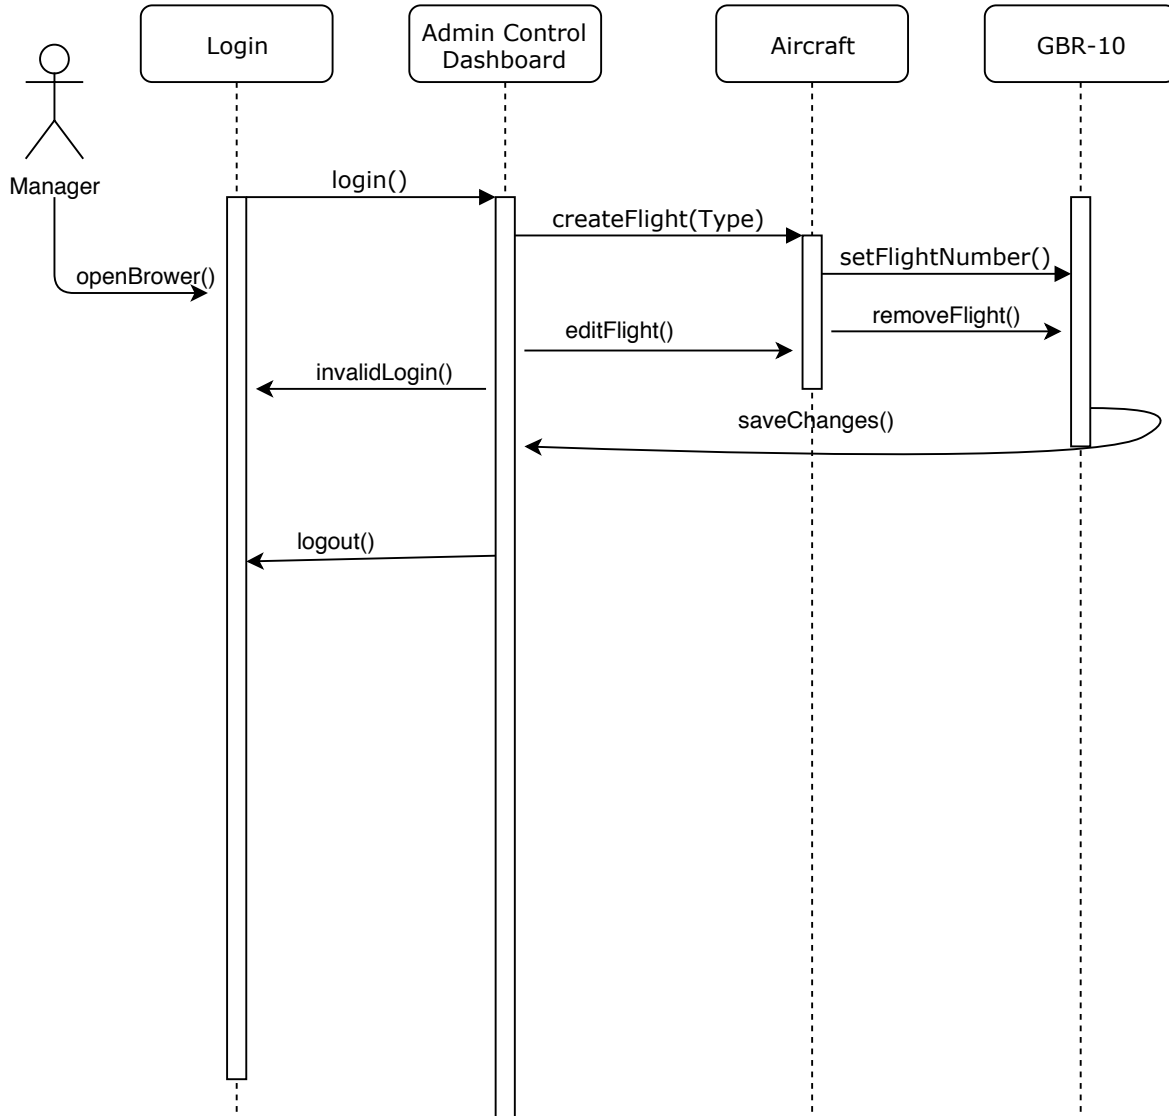 Login
Admin Control
Dashboard
Aircraft
GBR-10
Manager
login()
createFlight(Type)
setFlightNumber()
openBrower()
removeFlight()
editFlight()
invalidLogin()
saveChanges()
logout()